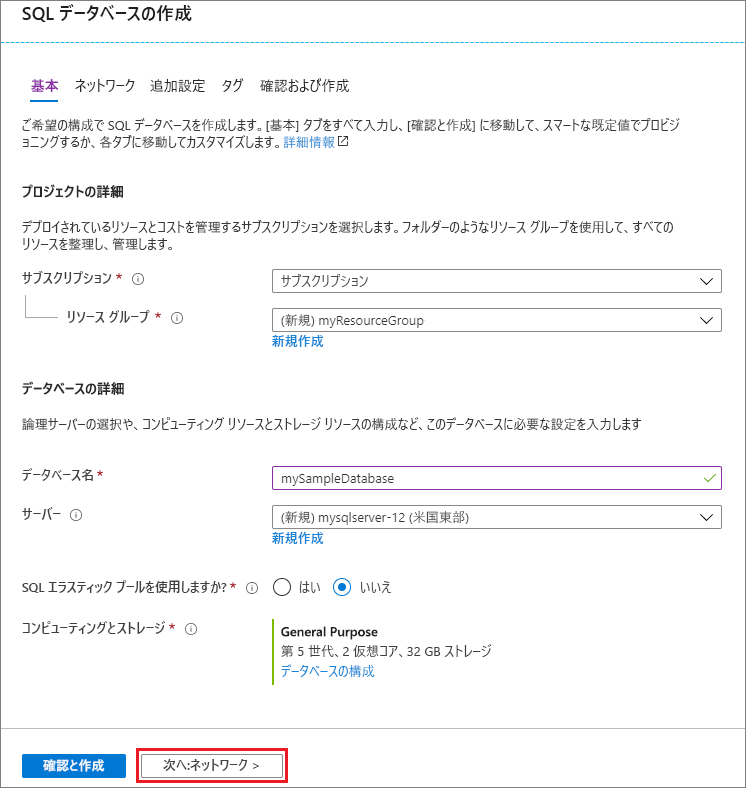 SQL データベースの作成
基本 ネットワーク 追加設定 タグ 確認および作成
ご希望の構成で SQL データベースを作成します。[基本] タブをすべて入力し、[確認と作成] に移動して、スマートな既定値でプロビジ
ョニングするか、各タブに移動してカスタマイズします。詳細情報
プロジェクトの詳細
デプロイされているリソースとコストを管理するサブスクリプションを選択します。フォルダーのようなリソース グループを使用して、すべての
リソースを整理し、管理します。
サブスクリプション *
サブスクリプション
リソース グループ *
(新規) myResourceGroup
新規作成
データベースの詳細
論理サーバーの選択や、コンピューティング リソースとストレージ リソースの構成など、このデータベースに必要な設定を入力します
データベース名 *
mySampleDatabase
サーバー
(新規) mysqlserver-12 (米国東部)
新規作成
SQL エラスティック プールを使用しますか? *
はい いいえ
コンピューティングとストレージ *
General Purpose
第 5 世代、2 仮想コア、32 GB ストレージ
データベースの構成
確認と作成 次へ:ネットワーク >